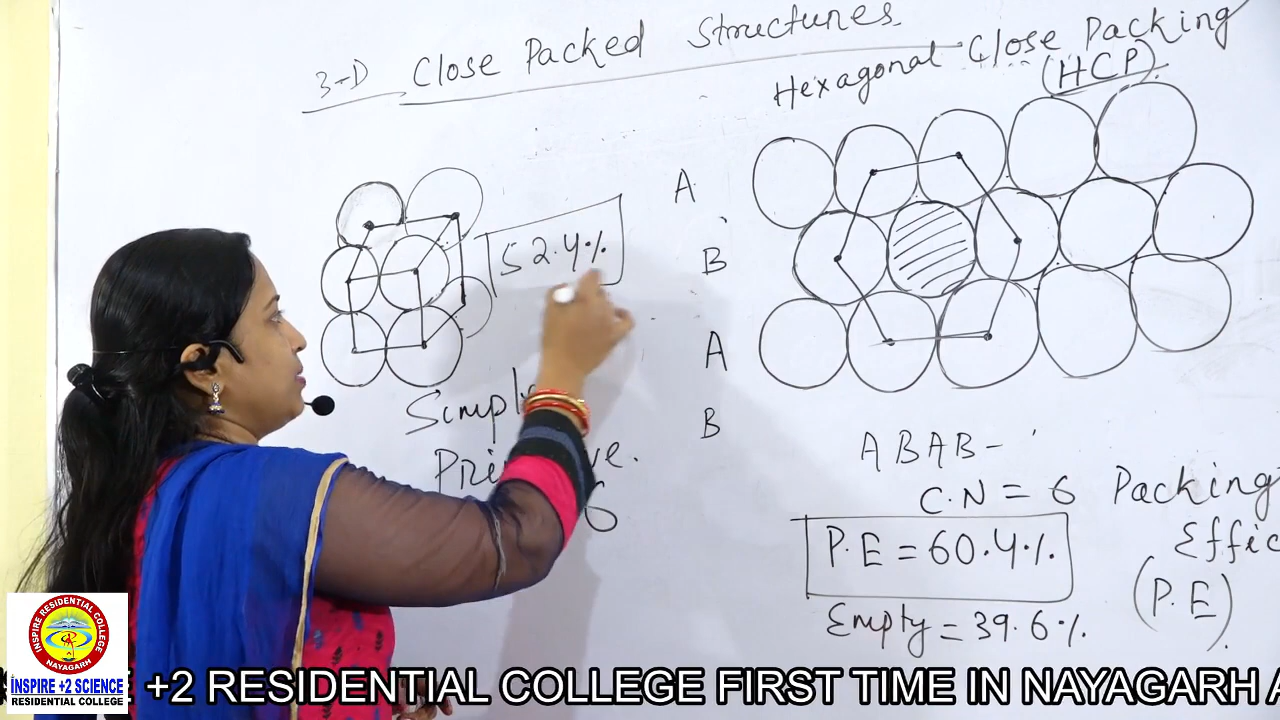 3-D Close Packed Structures
Hexagonal Close Packing
(HCP).
52.4%
A
B
A
B
6
ABAB-
C.N = 6
Packing
P.E = 60.4%
(P.E).
Empty = 39.6%.
INSPIRE RESIDENTIAL COLLEGE
NAYAGARH
INSPIRE +2 SCIENCE
RESIDENTIAL COLLEGE
+2 RESIDENTIAL COLLEGE FIRST TIME IN NAYAGARH